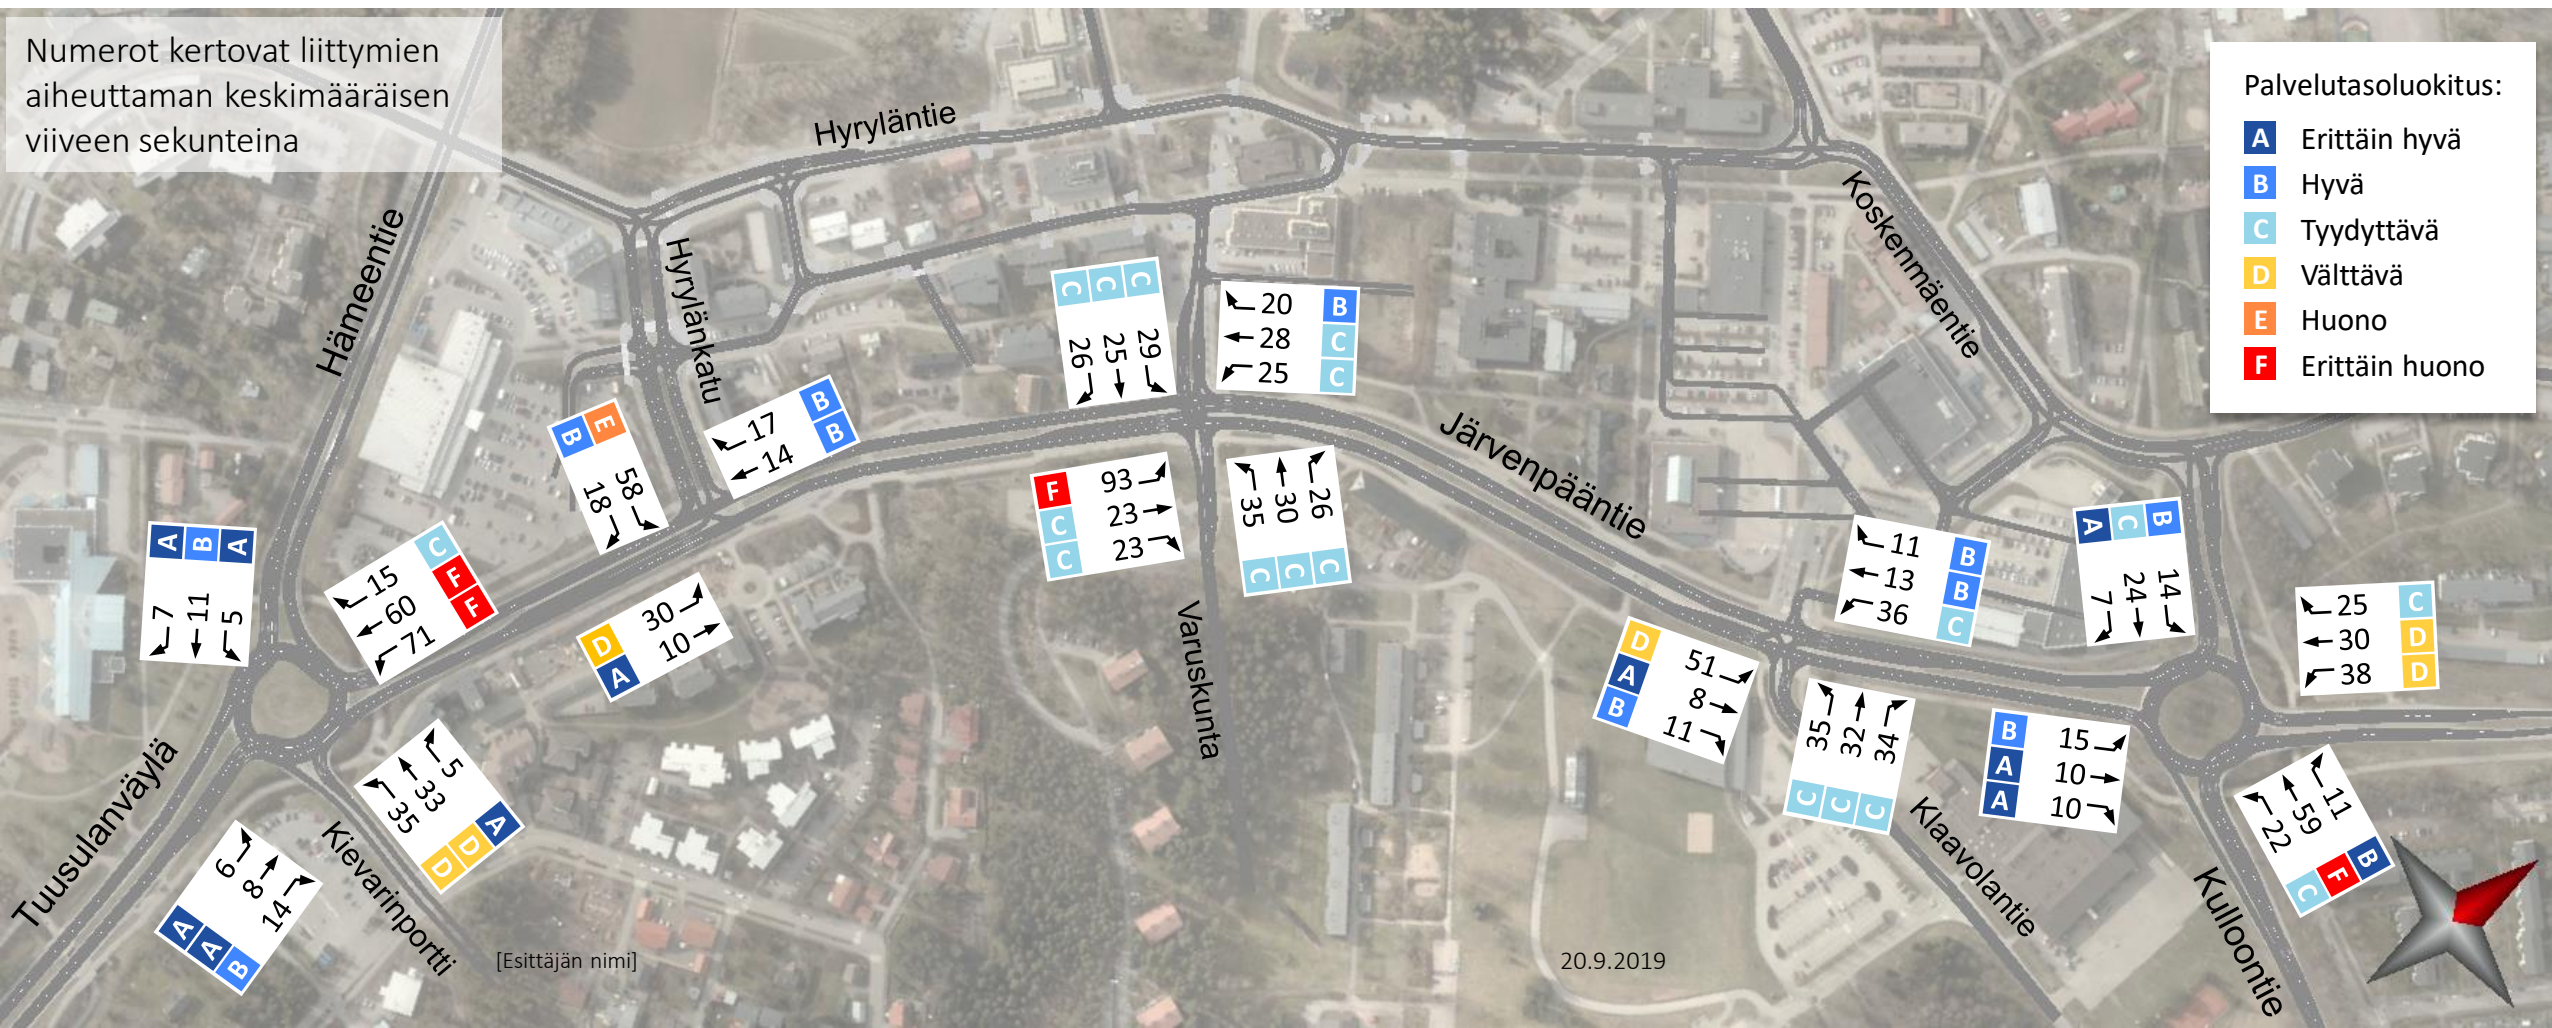 Numerot kertovat liittymien
aiheuttaman keskimääräisen
viiveen sekunteina
Palvelutasoluokitus:
A Erittäin hyvä
B Hyvä
C Tyydyttävä
D Välttävä
E Huono
F Erittäin huono
Hyryläntie
Hämeentie
Hyrylänkatu
Koskenmäentie
Järvenpääntie
Varuskunta
Tuusulanväylä
Kievarinportti
Klaavolantie
Kulloontie
A B A
7 11 5
15 C
60 F
71 F
B E
18 58
17 B
14 B
D 30
A 10
C C C
26 25 29
20 B
28 C
25 C
F 93
C 23
C 23
35 30 26
C C C
35 33 5
D D A
6 8 14
A A B
D 51
A 8
B 11
11 B
13 B
36 C
35 32 34
C C C
A C B
7 24 14
25 C
30 D
38 D
B 15
A 10
A 10
22 59 11
C F B
[Esittäjän nimi]
20.9.2019